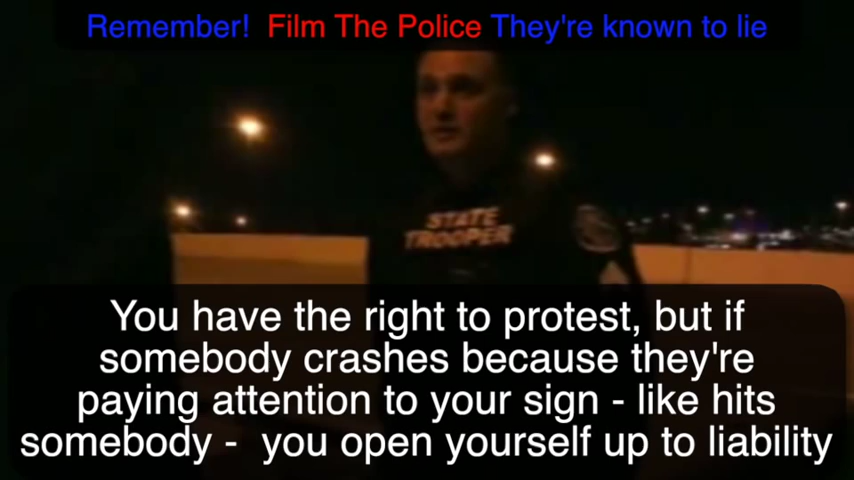 Remember! Film The Police They're known to lie
STATE
TROOPER
You have the right to protest, but if
somebody crashes because they're
paying attention to your sign - like hits
somebody - you open yourself up to liability